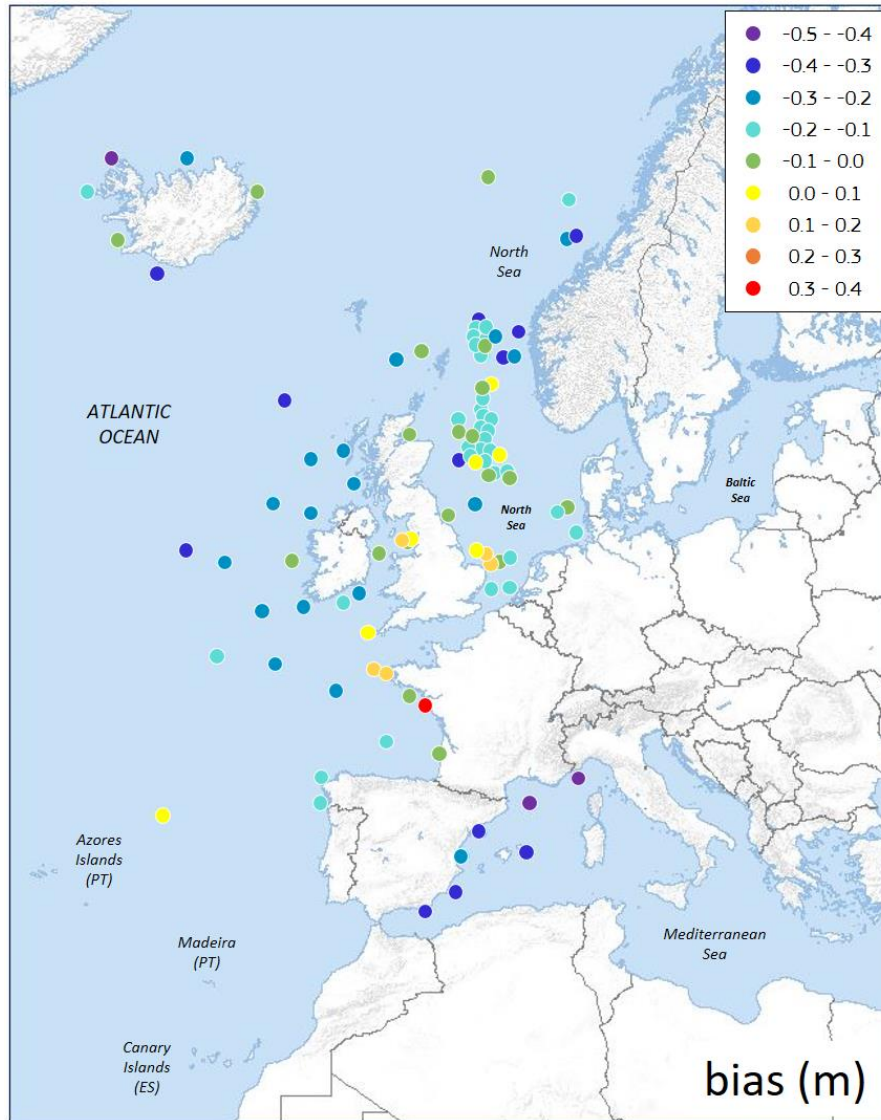 -0.5 - -0.4
-0.4 - -0.3
-0.3 - -0.2
-0.2 - -0.1
-0.1 - 0.0
0.0 - 0.1
0.1 - 0.2
0.2 - 0.3
0.3 - 0.4
North
Sea
ATLANTIC
OCEAN
Baltic
Sea
North
Sea
Azores
Islands
(PT)
Madeira
(PT)
Mediterranean
Sea
Canary
Islands
(ES)
bias (m)